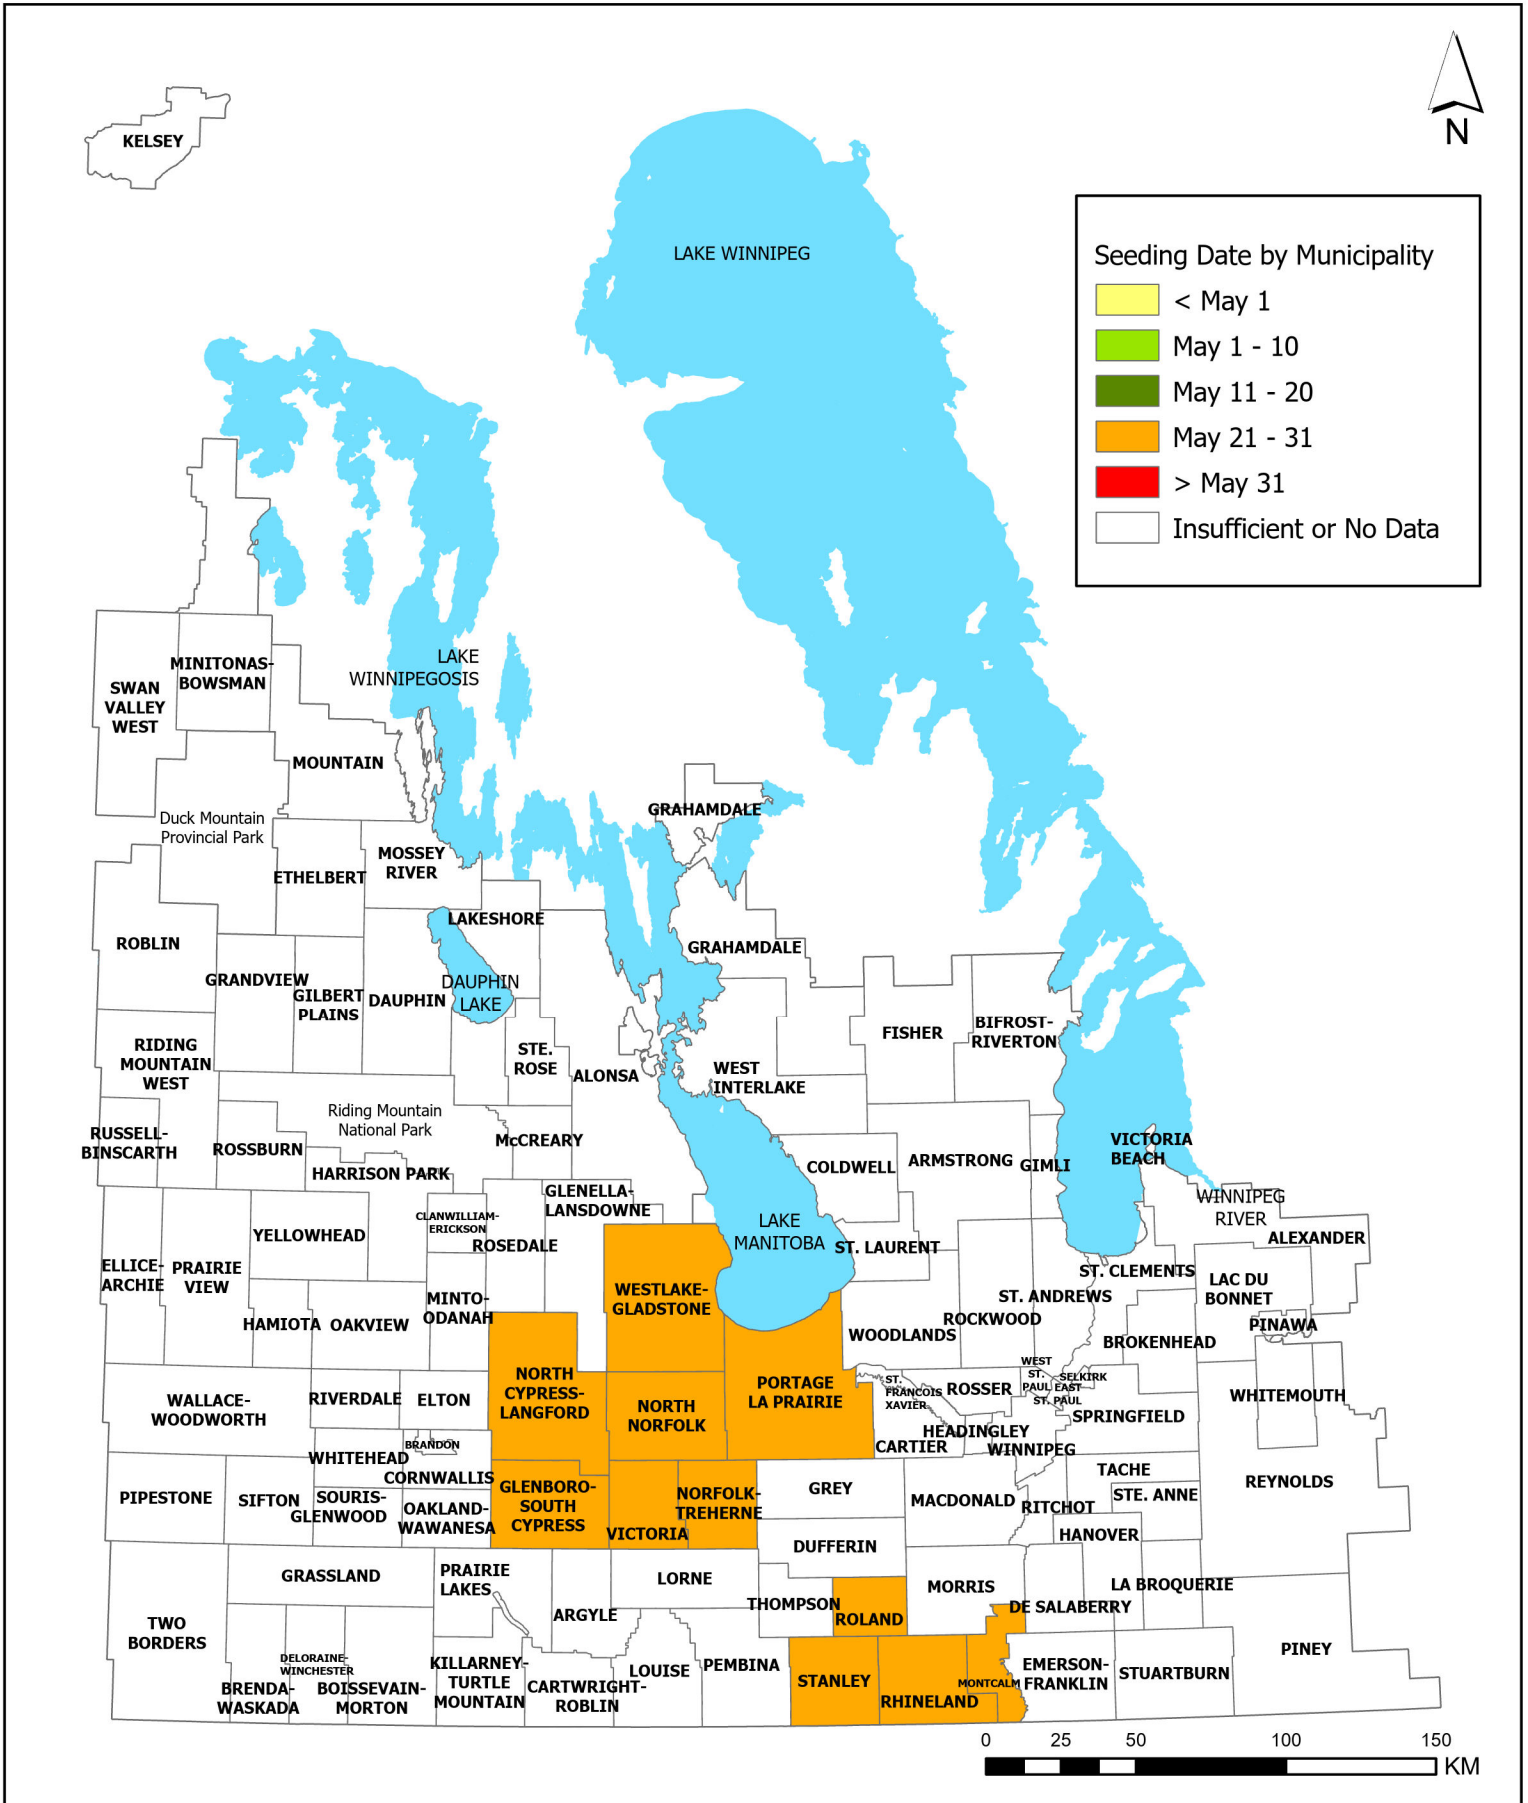 N
KELSEY
LAKE WINNIPEG
Seeding Date by Municipality
< May 1
May 1 - 10
May 11 - 20
May 21 - 31
> May 31
Insufficient or No Data
LAKE
WINNIPEGOSIS
MINITONAS-
BOWSMAN
SWAN
VALLEY
WEST
MOUNTAIN
Duck Mountain
Provincial Park
GRAHAMDALE
MOSSEY
RIVER
ETHELBERT
LAKESHORE
ROBLIN
GRAHAMDALE
GRANDVIEW
GILBERT
PLAINS
DAUPHIN
DAUPHIN
LAKE
FISHER
BIFROST-
RIVERTON
RIDING
MOUNTAIN
WEST
STE.
ROSE
ALONSA
WEST
INTERLAKE
Riding Mountain
National Park
RUSSELL-
BINSCARTH
ROSSBURN
McCREARY
HARRISON PARK
COLDWELL
ARMSTRONG
GIMLI
VICTORIA
BEACH
WINNIPEG
RIVER
ALEXANDER
GLENELLA-
LANSDOWNE
CLANWILLIAM-
ERICKSON
ROSEDALE
YELLOWHEAD
LAKE
MANITOBA
ST. LAURENT
ELLICE-
ARCHIE
PRAIRIE
VIEW
ST. CLEMENTS
LAC DU
BONNET
WESTLAKE-
GLADSTONE
MINTO-
ODANAH
HAMIOTA
OAKVIEW
ST. ANDREWS
ROCKWOOD
WOODLANDS
PINAWA
BROKENHEAD
WALLACE-
WOODWORTH
RIVERDALE
ELTON
NORTH
CYPRESS-
LANGFORD
NORTH
NORFOLK
PORTAGE
LA PRAIRIE
ST.
FRANCOIS
XAVIER
ROSSER
WEST
ST.
PAUL
SELKIRK
EAST
ST. PAUL
WHITEMOUTH
SPRINGFIELD
HEADINGLEY
CARTIER
WINNIPEG
BRANDON
WHITEHEAD
CORNWALLIS
TACHE
REYNOLDS
PIPESTONE
SIFTON
SOURIS-
GLENWOOD
OAKLAND-
WAWANESA
GLENBORO-
SOUTH
CYPRESS
VICTORIA
NORFOLK-
TREHERNE
GREY
MACDONALD
RITCHOT
STE. ANNE
HANOVER
DUFFERIN
GRASSLAND
PRAIRIE
LAKES
LORNE
ARGYLE
THOMPSON
ROLAND
MORRIS
DE SALABERRY
LA BROQUERIE
TWO
BORDERS
PINEY
DELORAINE-
WINCHESTER
BRENDA-
WASKADA
BOISSEVAIN-
MORTON
KILLARNEY-
TURTLE
MOUNTAIN
CARTWRIGHT-
ROBLIN
LOUISE
PEMBINA
STANLEY
RHINELAND
MONTCALM
EMERSON-
FRANKLIN
STUARTBURN
0 25 50 100 150
KM